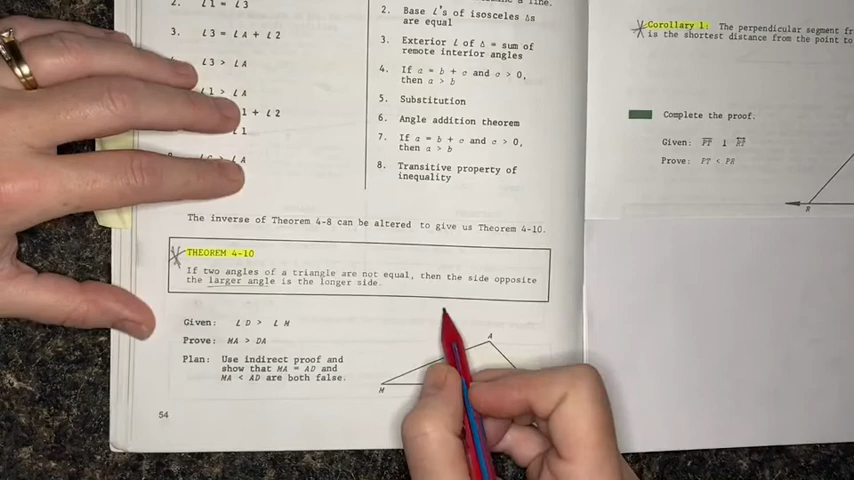 a line.
2. ∠1 = ∠3
3. ∠3 = ∠A + ∠2
∠3 > ∠A
∠1 > ∠A
1 + ∠2
∠1
∠A
2. Base ∠'s of isosceles Δs
are equal
3. Exterior ∠ of Δ = sum of
remote interior angles
4. If a = b + c and c > 0,
then a > b
5. Substitution
6. Angle addition theorem
7. If a = b + c and c > 0,
then a > b
8. Transitive property of
inequality
The inverse of Theorem 4-8 can be altered to give us Theorem 4-10.
THEOREM 4-10
If two angles of a triangle are not equal, then the side opposite
the larger angle is the longer side.
Given: ∠D > ∠M
Prove: MA > DA
Plan: Use indirect proof and
show that MA = AD and
MA < AD are both false.
A
M
54
Corollary 1: The perpendicular segment
is the shortest distance from the point to
Complete the proof.
Given: PT ⊥ RT
Prove: PT < PR
R